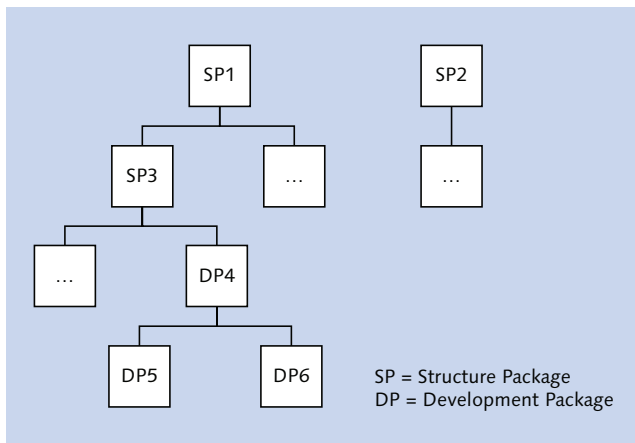 SP1
SP2
SP3
...
...
...
DP4
DP5
DP6
SP = Structure Package
DP = Development Package